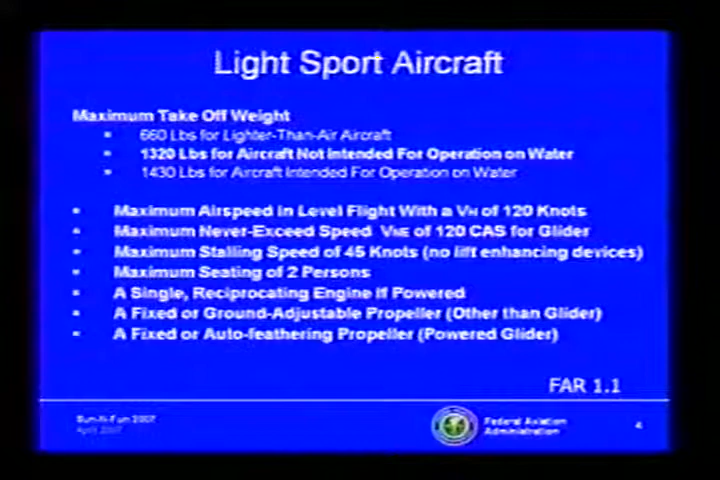 Light Sport Aircraft
Maximum Take Off Weight
▪ 660 Lbs for Lighter-Than-Air Aircraft
▪ 1320 Lbs for Aircraft Not Intended For Operation on Water
▪ 1430 Lbs for Aircraft Intended For Operation on Water
▪ Maximum Airspeed in Level Flight With a VH of 120 Knots
▪ Maximum Never-Exceed Speed VNE of 120 CAS for Glider
▪ Maximum Stalling Speed of 45 Knots (no lift enhancing devices)
▪ Maximum Seating of 2 Persons
▪ A Single, Reciprocating Engine If Powered
▪ A Fixed or Ground-Adjustable Propeller (Other than Glider)
▪ A Fixed or Auto-feathering Propeller (Powered Glider)
FAR 1.1
Sun-N-Fun 2007
April 2007
Federal Aviation
Administration
4